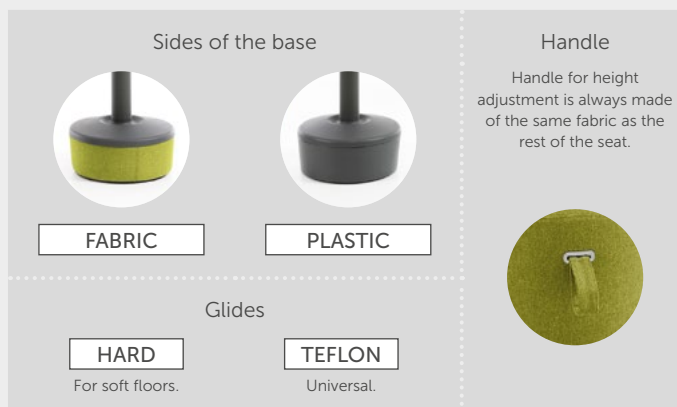 Sides of the base
FABRIC
PLASTIC
Glides
HARD
For soft floors.
TEFLON
Universal.
Handle
Handle for height
adjustment is always made
of the same fabric as the
rest of the seat.